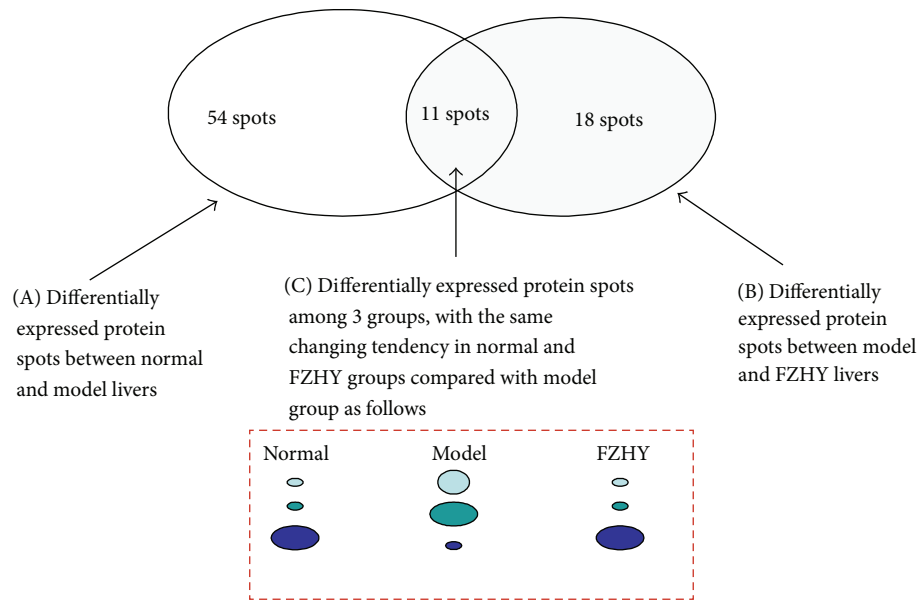 54 spots
11 spots
18 spots
(A) Differentially
expressed protein
spots between normal
and model livers
(C) Differentially expressed protein spots
among 3 groups, with the same
changing tendency in normal and
FZHY groups compared with model
group as follows
(B) Differentially
expressed protein
spots between model
and FZHY livers
Normal
Model
FZHY